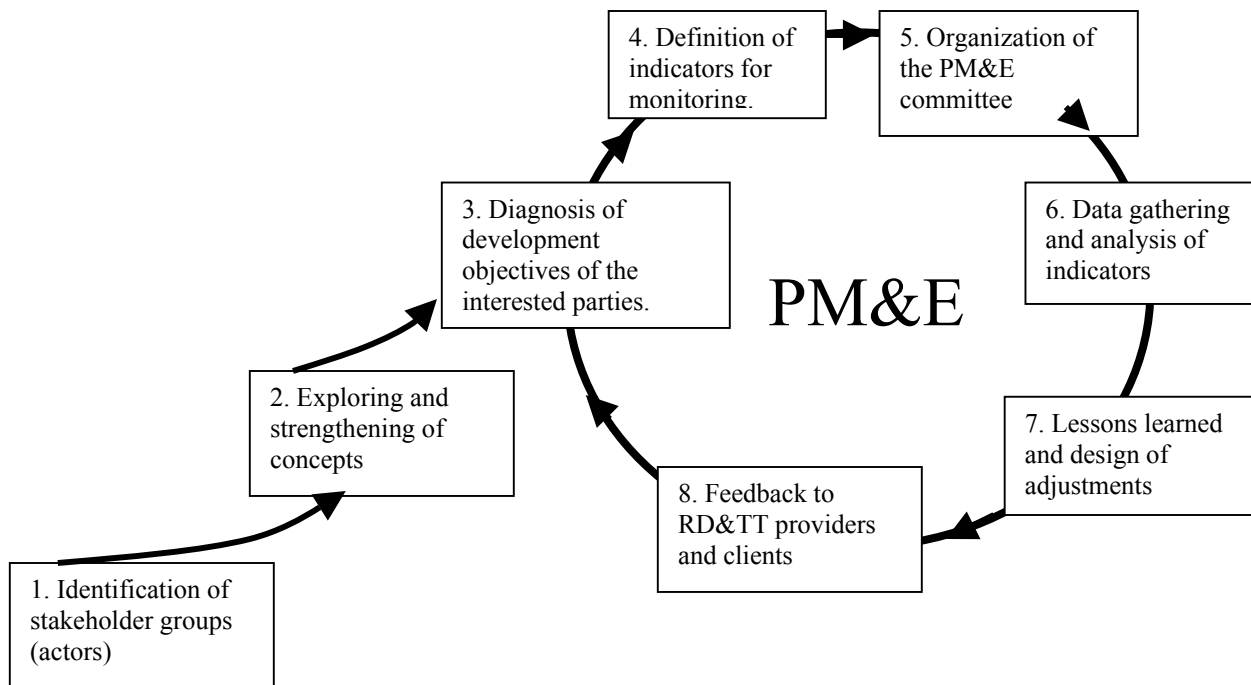 1. Identification of
stakeholder groups
(actors)
2. Exploring and
strengthening of
concepts
3. Diagnosis of
development
objectives of the
interested parties.
4. Definition of
indicators for
monitoring.
5. Organization of
the PM&E
committee
6. Data gathering
and analysis of
indicators
7. Lessons learned
and design of
adjustments
8. Feedback to
RD&TT providers
and clients
PM&E